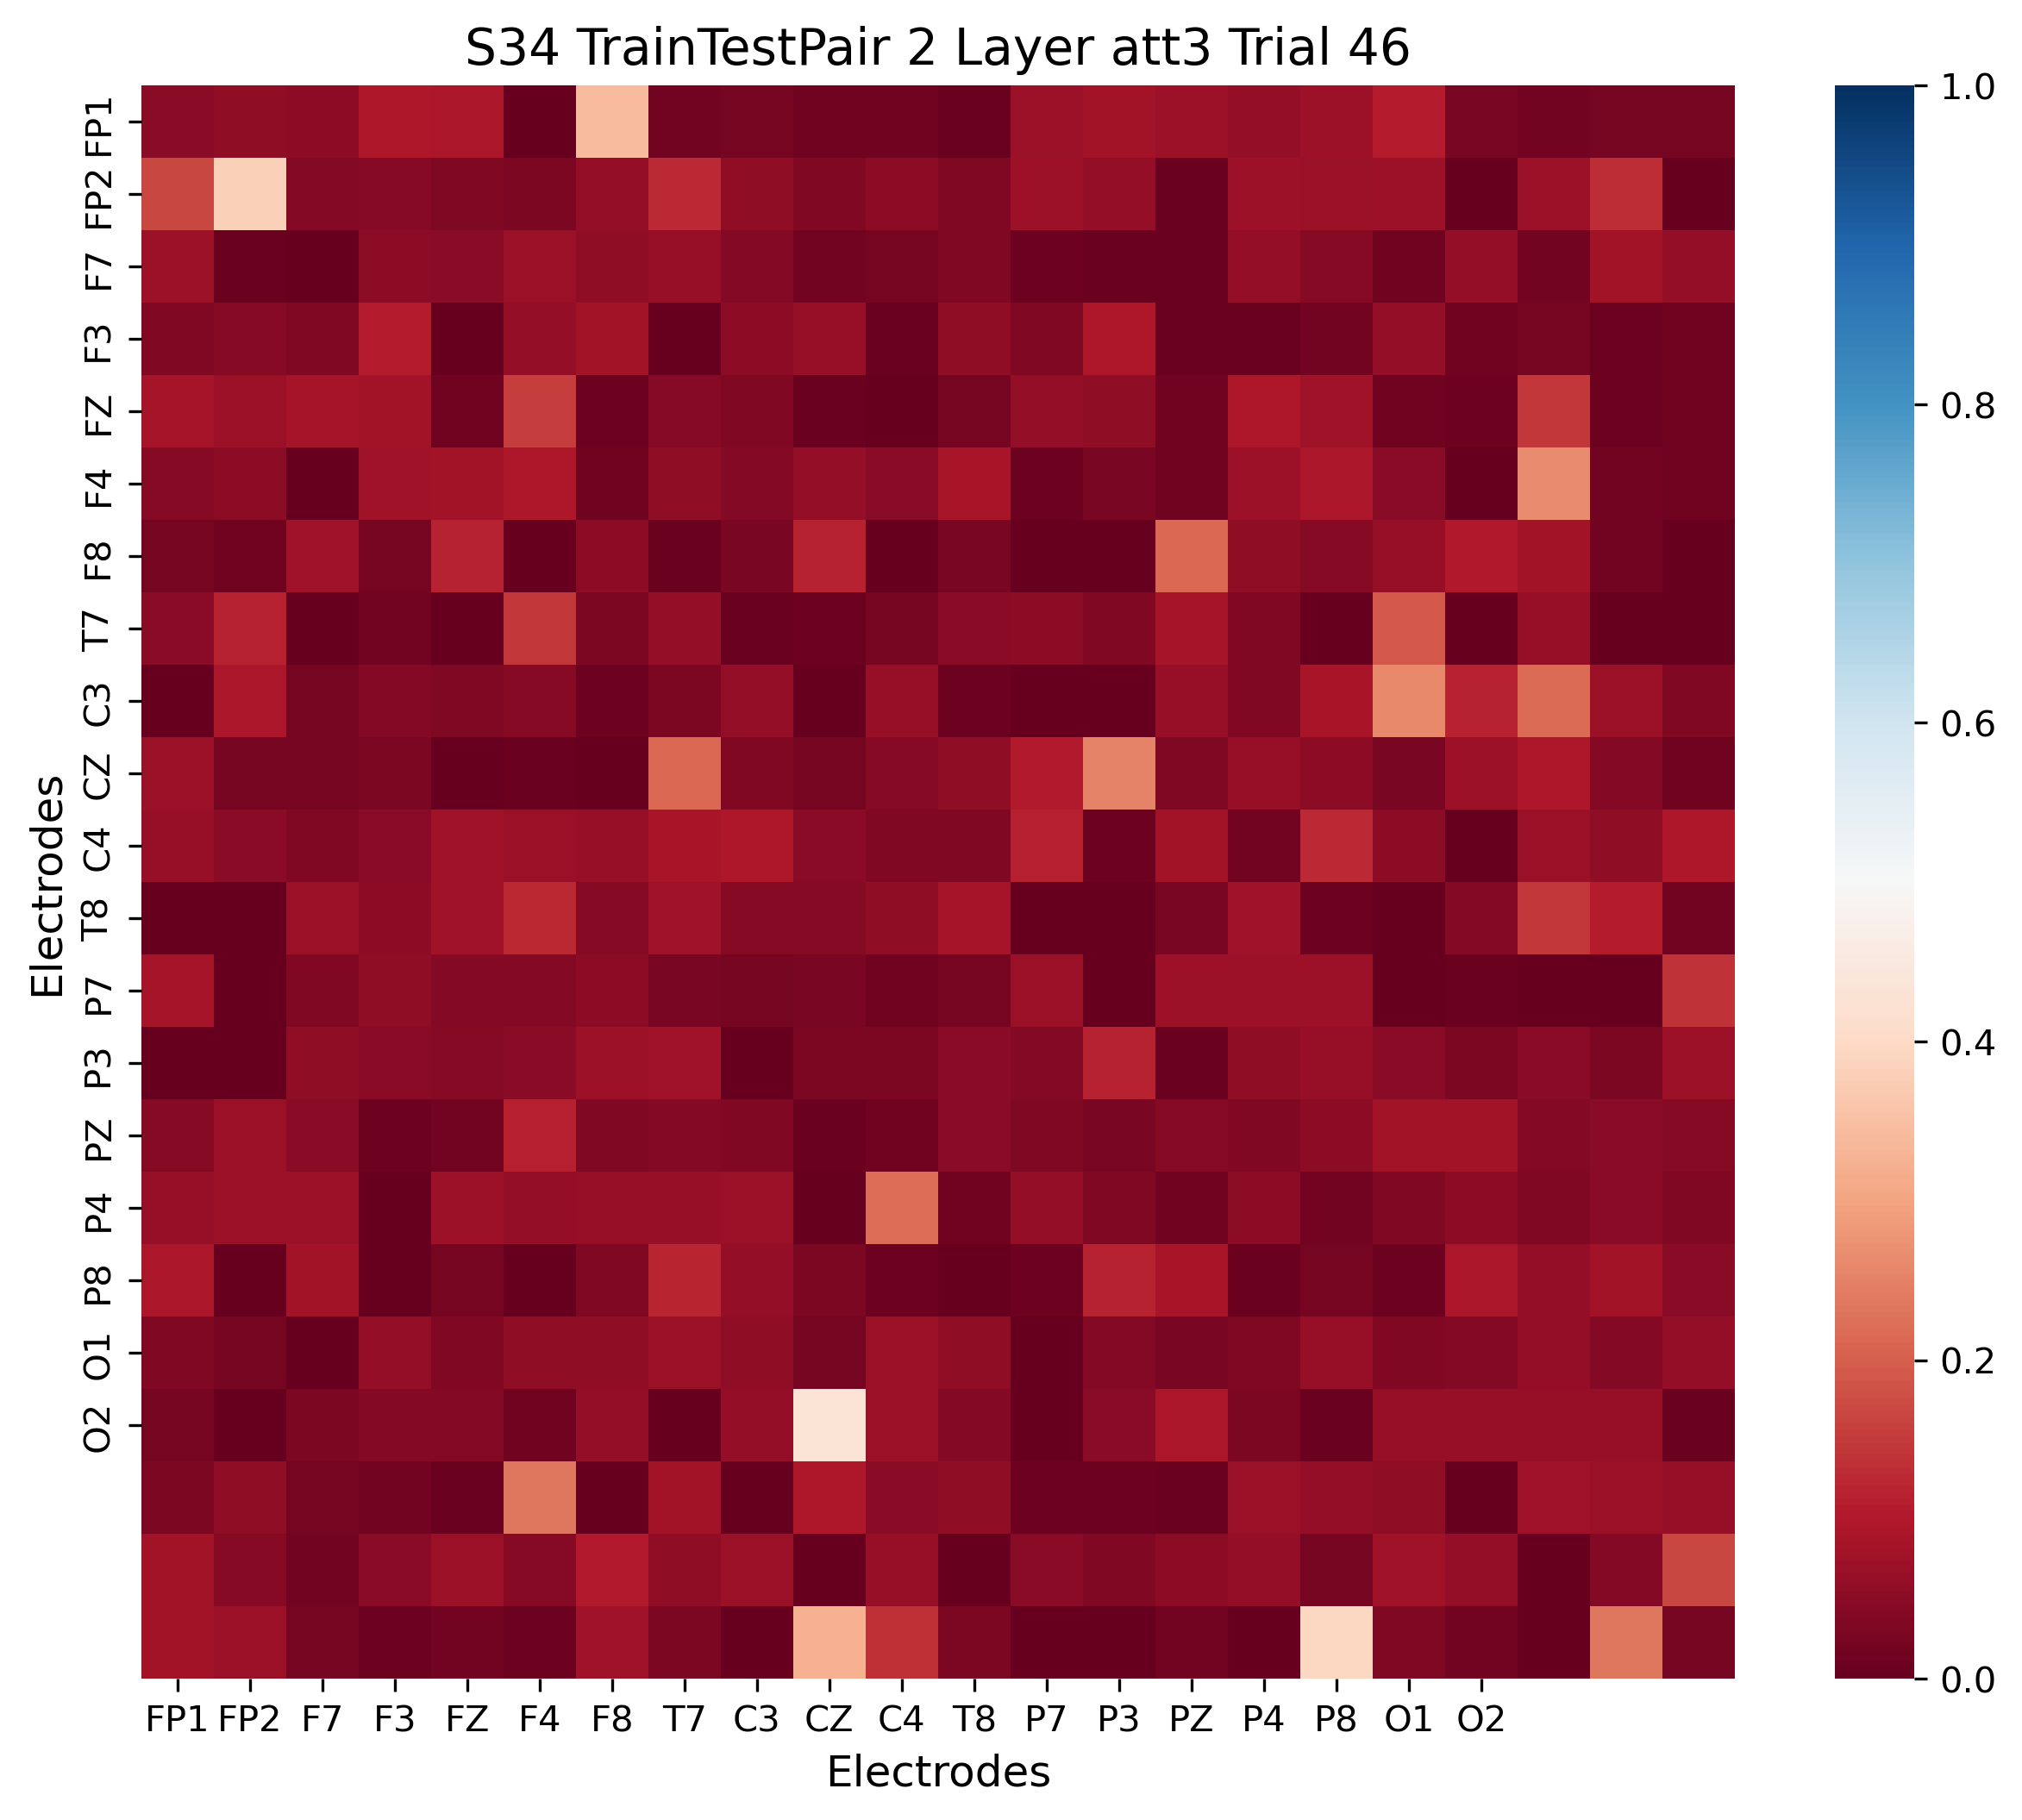 S34 TrainTestPair 2 Layer att3 Trial 46
Electrodes
FP1
FP2
F7
F3
FZ
F4
F8
T7
C3
CZ
C4
T8
P7
P3
PZ
P4
P8
O1
O2
FP1 FP2 F7 F3 FZ F4 F8 T7 C3 CZ C4 T8 P7 P3 PZ P4 P8 O1 O2
Electrodes
1.0
0.8
0.6
0.4
0.2
0.0